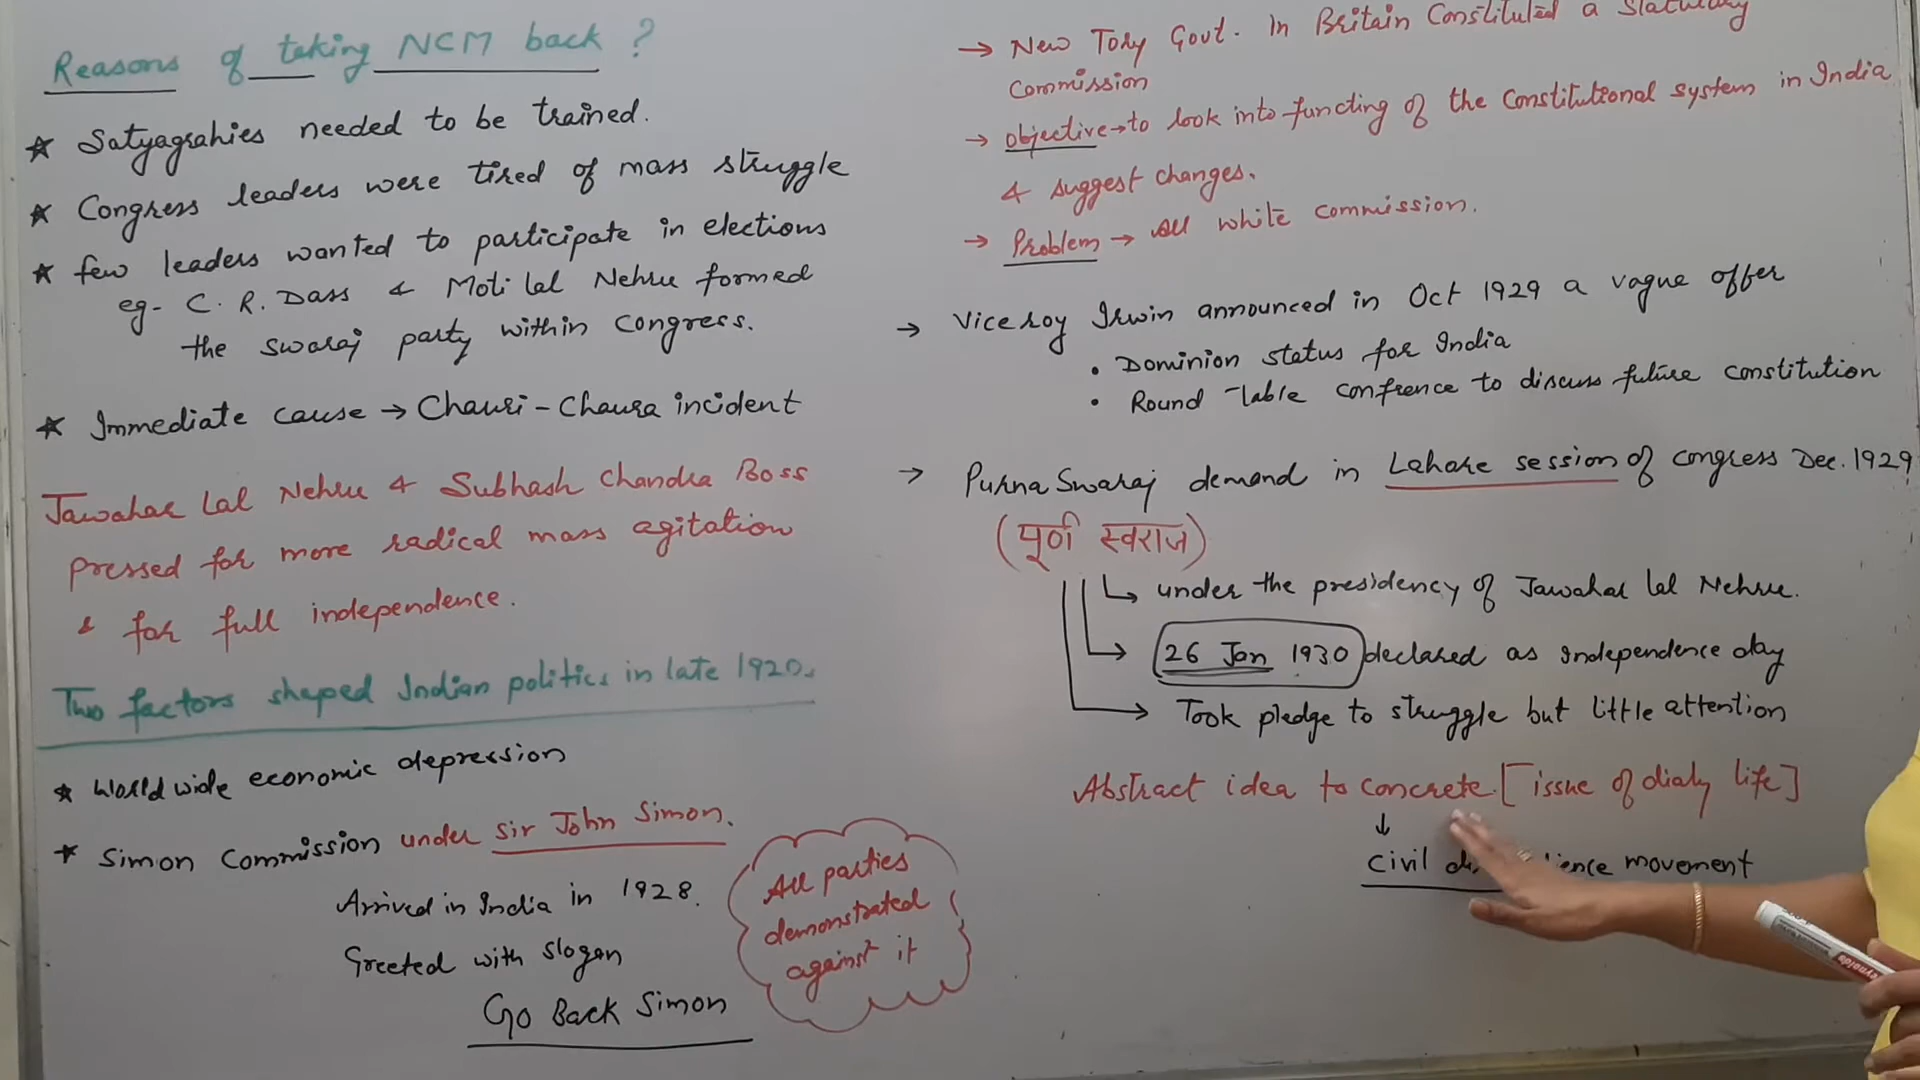 Reasons of taking NCM back ?
★ Satyagrahies needed to be trained.
★ Congress leaders were tired of mass struggle
★ few leaders wanted to participate in elections
eg- C. R. Dass & Moti lal Nehru formed
the swaraj party within congress.
★ Immediate cause → Chauri-Chaura incident
Jawahar Lal Nehru & Subhash Chandra Boss
pressed for more radical mass agitation
& for full independence.
Two factors shaped Indian politics in late 1920s
★ Worldwide economic depression
★ Simon Commission under Sir John Simon.
Arrived in India in 1928.
Greeted with slogan
Go Back Simon
All parties
demonstrated
against it
→ New Tory Govt. In Britain Constituted a Statutory
Commission
→ objective → to look into functing of the constitutional system in India
& suggest changes.
→ Problem → All white commission.
→ Viceroy Irwin announced in Oct 1929 a vague offer
• Dominion status for India
• Round Table confrence to discuss future constitution
→ Purna Swaraj demand in Lahore session of congress Dec. 1929
(पूर्ण स्वराज)
under the presidency of Jawahar lal Nehru.
26 Jan 1930 declared as independence day
Took pledge to struggle but little attention
Abstract idea to concrete. [issue of dialy life]
↓
Civil movement
Reynolds